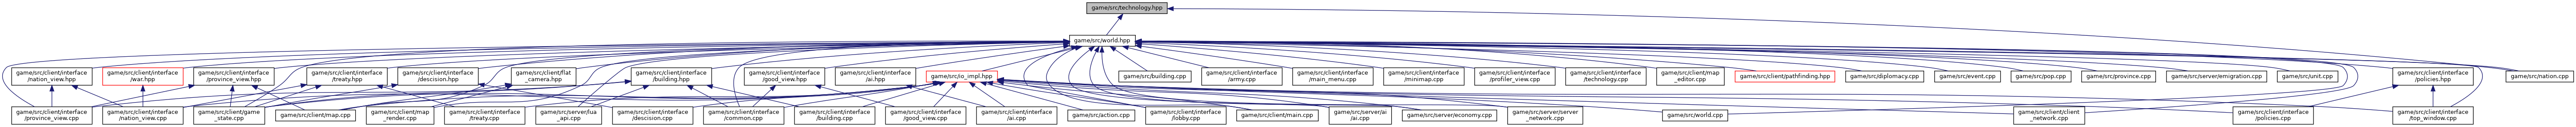 game/src/technology.hpp
game/src/world.hpp
game/src/client/interface
/nation_view.hpp
game/src/client/interface
/war.hpp
game/src/client/interface
/province_view.hpp
game/src/client/interface
/treaty.hpp
game/src/client/interface
/descision.hpp
game/src/client/flat
_camera.hpp
game/src/client/interface
/building.hpp
game/src/client/interface
/good_view.hpp
game/src/client/interface
/ai.hpp
game/src/io_impl.hpp
game/src/building.cpp
game/src/client/interface
/army.cpp
game/src/client/interface
/main_menu.cpp
game/src/client/interface
/minimap.cpp
game/src/client/interface
/profiler_view.cpp
game/src/client/interface
/technology.cpp
game/src/client/map
_editor.cpp
game/src/client/pathfinding.hpp
game/src/diplomacy.cpp
game/src/event.cpp
game/src/pop.cpp
game/src/province.cpp
game/src/server/emigration.cpp
game/src/unit.cpp
game/src/client/interface
/policies.hpp
game/src/nation.cpp
game/src/client/interface
/province_view.cpp
game/src/client/interface
/nation_view.cpp
game/src/client/game
_state.cpp
game/src/client/map.cpp
game/src/client/map
_render.cpp
game/src/client/interface
/treaty.cpp
game/src/server/lua
_api.cpp
game/src/client/interface
/decision.cpp
game/src/client/interface
/common.cpp
game/src/client/interface
/building.cpp
game/src/client/interface
/good_view.cpp
game/src/client/interface
/ai.cpp
game/src/action.cpp
game/src/client/interface
/lobby.cpp
game/src/client/main.cpp
game/src/server/ai
/ai.cpp
game/src/server/economy.cpp
game/src/server/server
_network.cpp
game/src/world.cpp
game/src/client/client
_network.cpp
game/src/client/interface
/policies.cpp
game/src/client/interface
/top_window.cpp